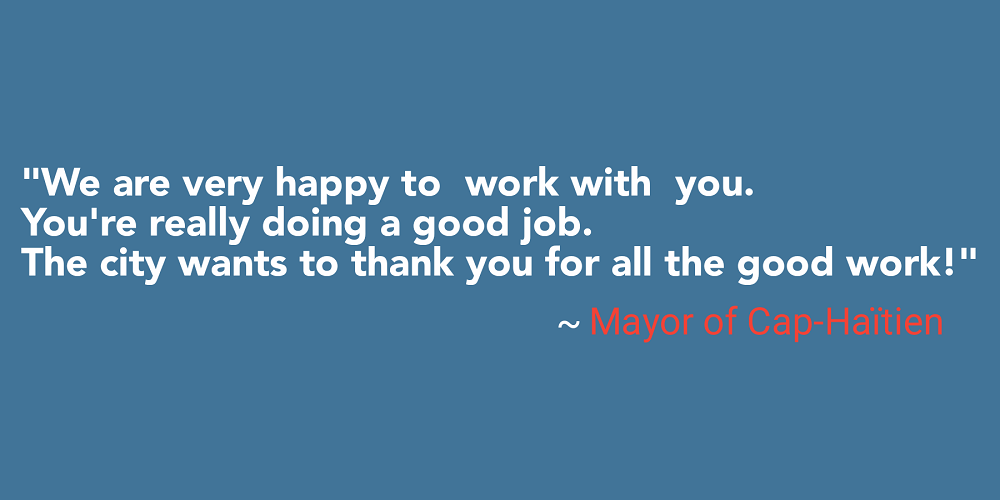 "We are very happy to  work with  you.
You're really doing a good job.
The city wants to thank you for all the good work!"
~ Mayor of Cap-Haïtien